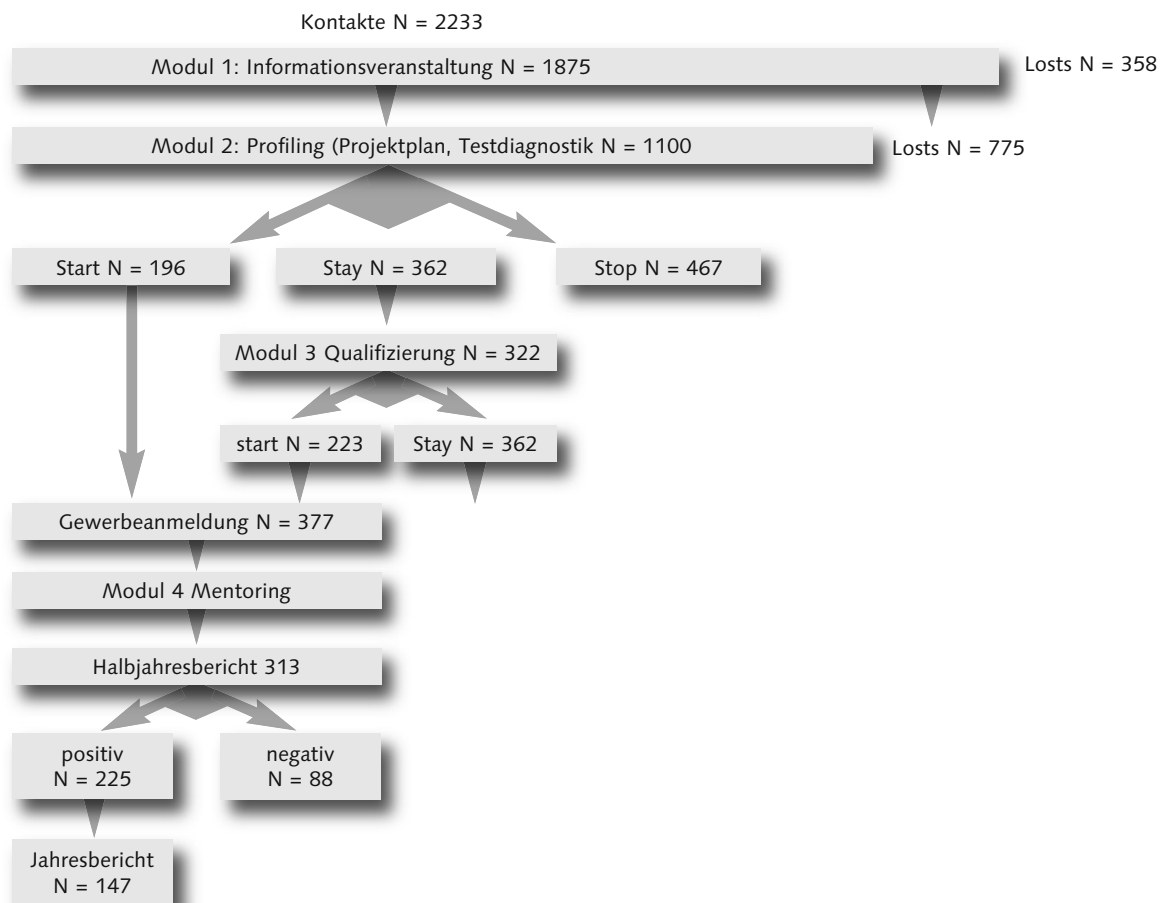 Kontakte N = 2233
Modul 1: Informationsveranstaltung N = 1875
Losts N = 358
Modul 2: Profiling (Projektplan, Testdiagnostik N = 1100
Losts N = 775
Start N = 196
Stay N = 362
Stop N = 467
Modul 3 Qualifizierung N = 322
start N = 223
Stay N = 362
Gewerbeanmeldung N = 377
Modul 4 Mentoring
Halbjahresbericht 313
positiv
N = 225
negativ
N = 88
Jahresbericht
N = 147